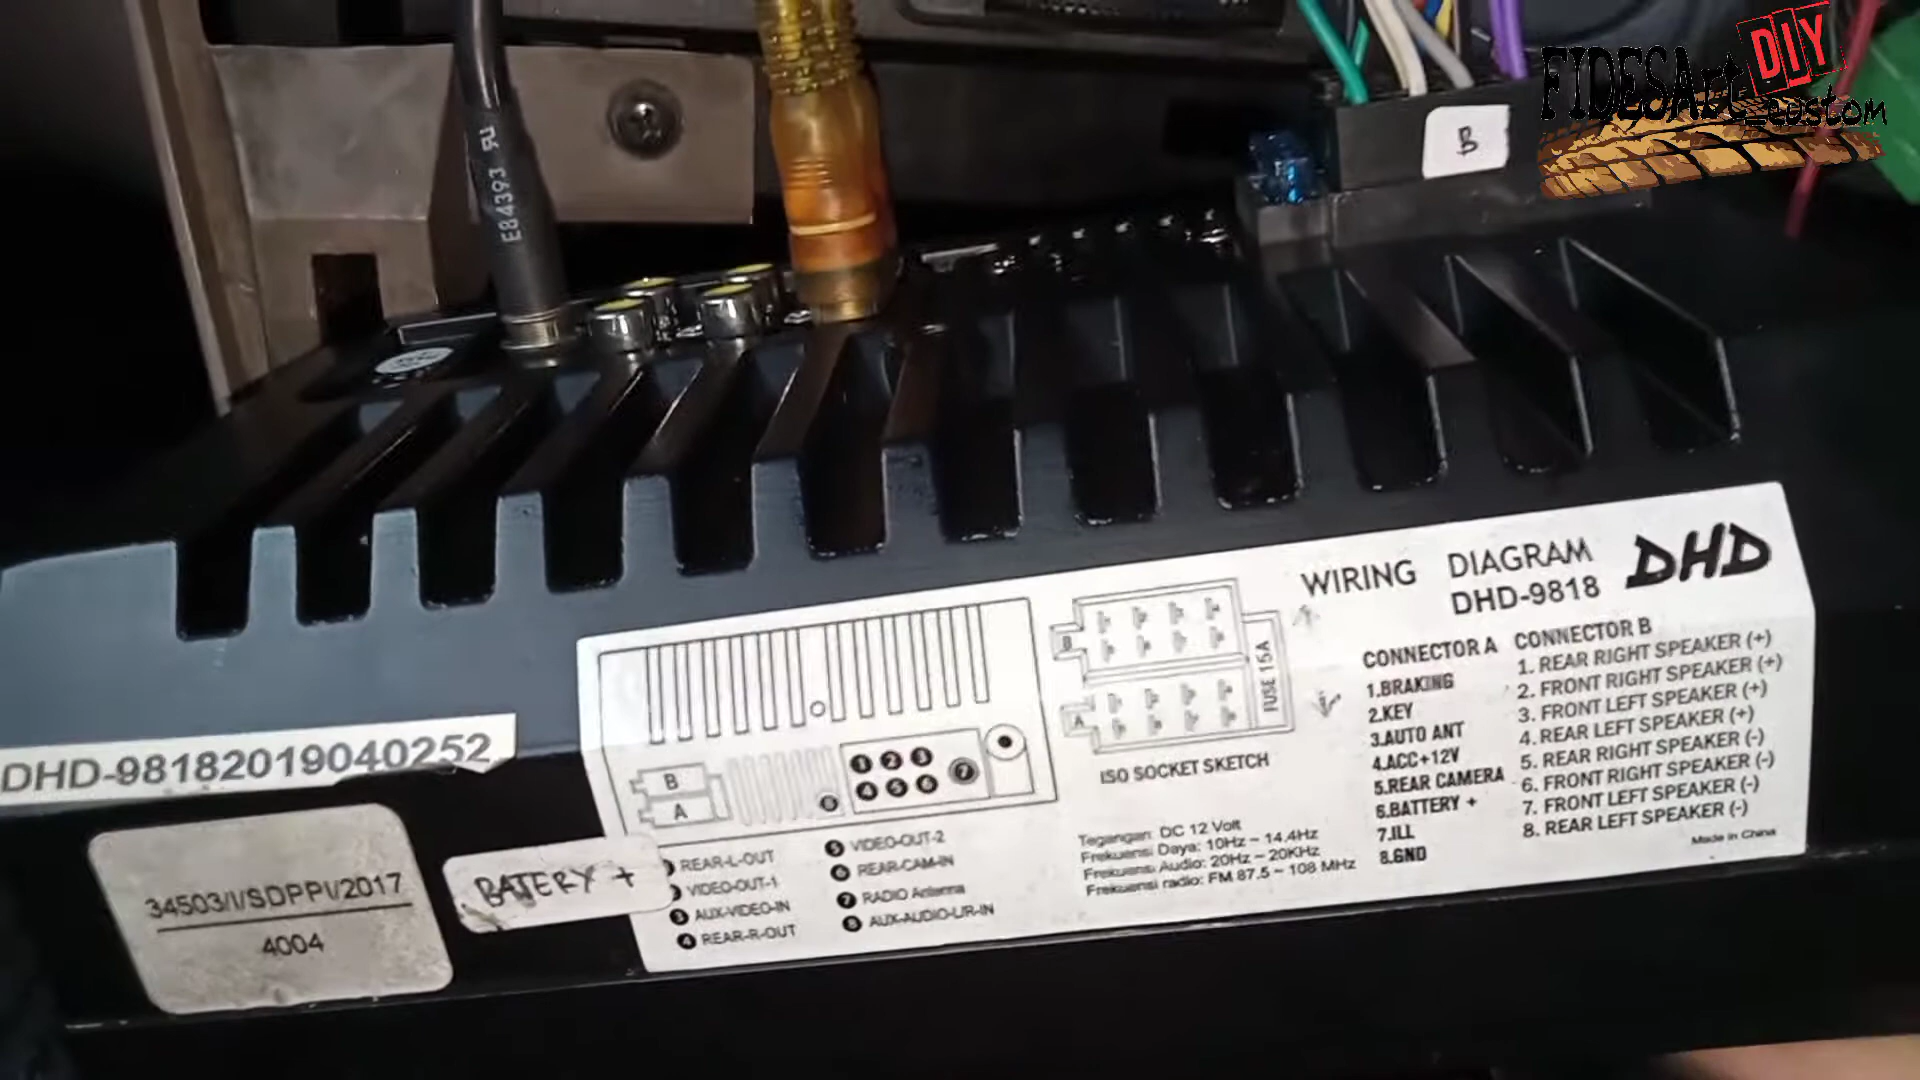 FIDESArt DIY
_custom
B
E84393
WIRING DIAGRAM DHD
DHD-9818
CONNECTOR A
1.BRAKING
2.KEY
3.AUTO ANT
4.ACC+12V
5.REAR CAMERA
6.BATTERY +
7.ILL
8.GND
CONNECTOR B
1. REAR RIGHT SPEAKER (+)
2. FRONT RIGHT SPEAKER (+)
3. FRONT LEFT SPEAKER (+)
4. REAR LEFT SPEAKER (+)
5. REAR RIGHT SPEAKER (-)
6. FRONT RIGHT SPEAKER (-)
7. FRONT LEFT SPEAKER (-)
8. REAR LEFT SPEAKER (-)
Made in China
B
A
FUSE 15A
ISO SOCKET SKETCH
B
A
1 2 3
4 5 6
7
8
REAR-L-OUT
VIDEO-OUT-1
3 AUX-VIDEO-IN
4 REAR-R-OUT
5 VIDEO-OUT-2
6 REAR-CAM-IN
7 RADIO Antenna
8 AUX-AUDIO-L/R-IN
Tegangan: DC 12 Volt
Frekuensi Daya: 10Hz ~ 14.4Hz
Frekuensi Audio: 20Hz ~ 20KHz
Frekuensi radio: FM 87.5 ~ 108 MHz
DHD-98182019040252
34503/I/SDPPI/2017
4004
BATERY +